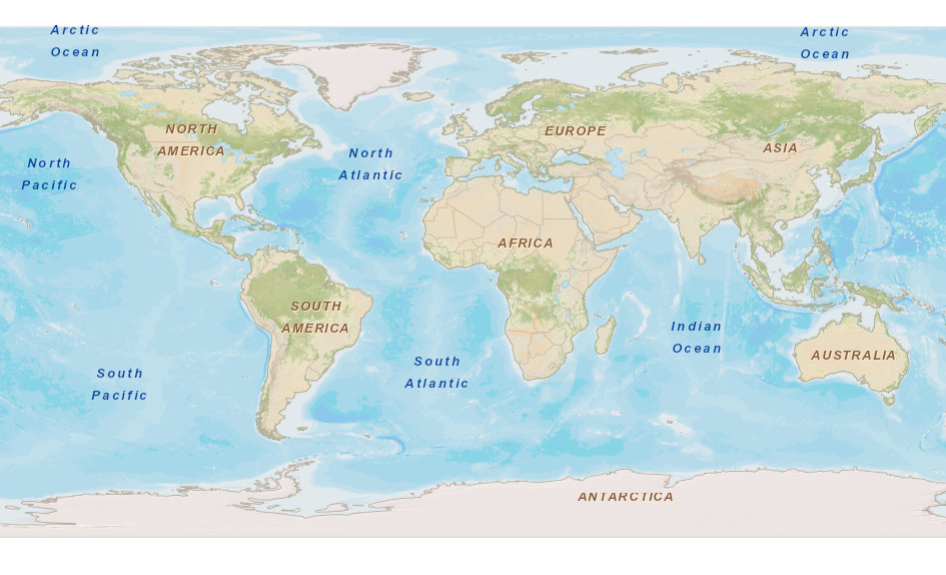 Arctic
Ocean
Arctic
Ocean
NORTH
AMERICA
EUROPE
ASIA
North
Pacific
North
Atlantic
AFRICA
SOUTH
AMERICA
Indian
Ocean
AUSTRALIA
South
Pacific
South
Atlantic
ANTARCTICA